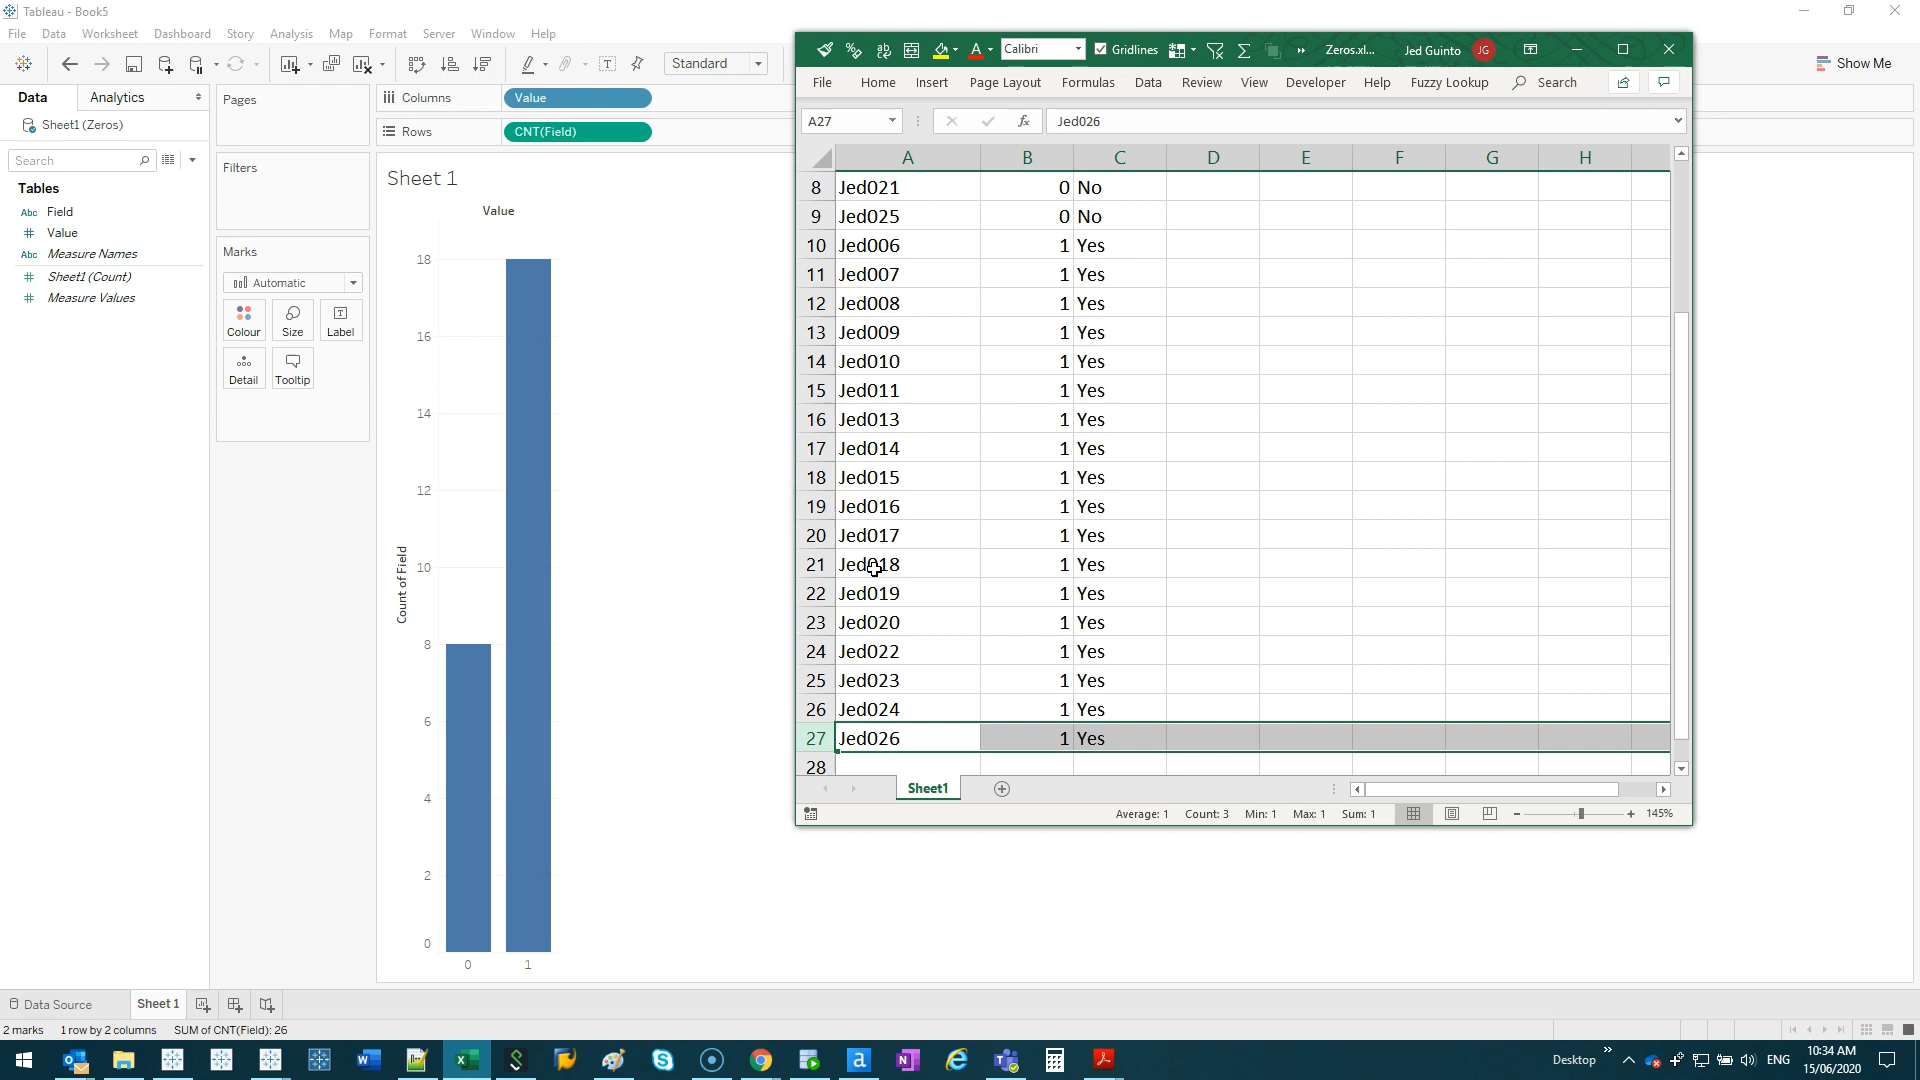 Tableau - Book5
File Data Worksheet Dashboard Story Analysis Map Format Server Window Help
Standard
Show Me
Data Analytics
Sheet1 (Zeros)
Search
Tables
Abc Field
# Value
Abc Measure Names
# Sheet1 (Count)
# Measure Values
Pages
Filters
Marks
Automatic
Colour Size Label
Detail Tooltip
Columns Value
Rows CNT(Field)
Sheet 1
Value
Count of Field
18
16
14
12
10
8
6
4
2
0
0 1
Calibri Gridlines Zeros.xl... Jed Guinto JG
File Home Insert Page Layout Formulas Data Review View Developer Help Fuzzy Lookup Search
A27 fx Jed026
A B C D E F G H
8 Jed021 0 No
9 Jed025 0 No
10 Jed006 1 Yes
11 Jed007 1 Yes
12 Jed008 1 Yes
13 Jed009 1 Yes
14 Jed010 1 Yes
15 Jed011 1 Yes
16 Jed013 1 Yes
17 Jed014 1 Yes
18 Jed015 1 Yes
19 Jed016 1 Yes
20 Jed017 1 Yes
21 Jed018 1 Yes
22 Jed019 1 Yes
23 Jed020 1 Yes
24 Jed022 1 Yes
25 Jed023 1 Yes
26 Jed024 1 Yes
27 Jed026 1 Yes
28
Sheet1
Average: 1 Count: 3 Min: 1 Max: 1 Sum: 1 145%
Data Source Sheet 1
2 marks 1 row by 2 columns SUM of CNT(Field): 26
Desktop ENG 10:34 AM
15/06/2020